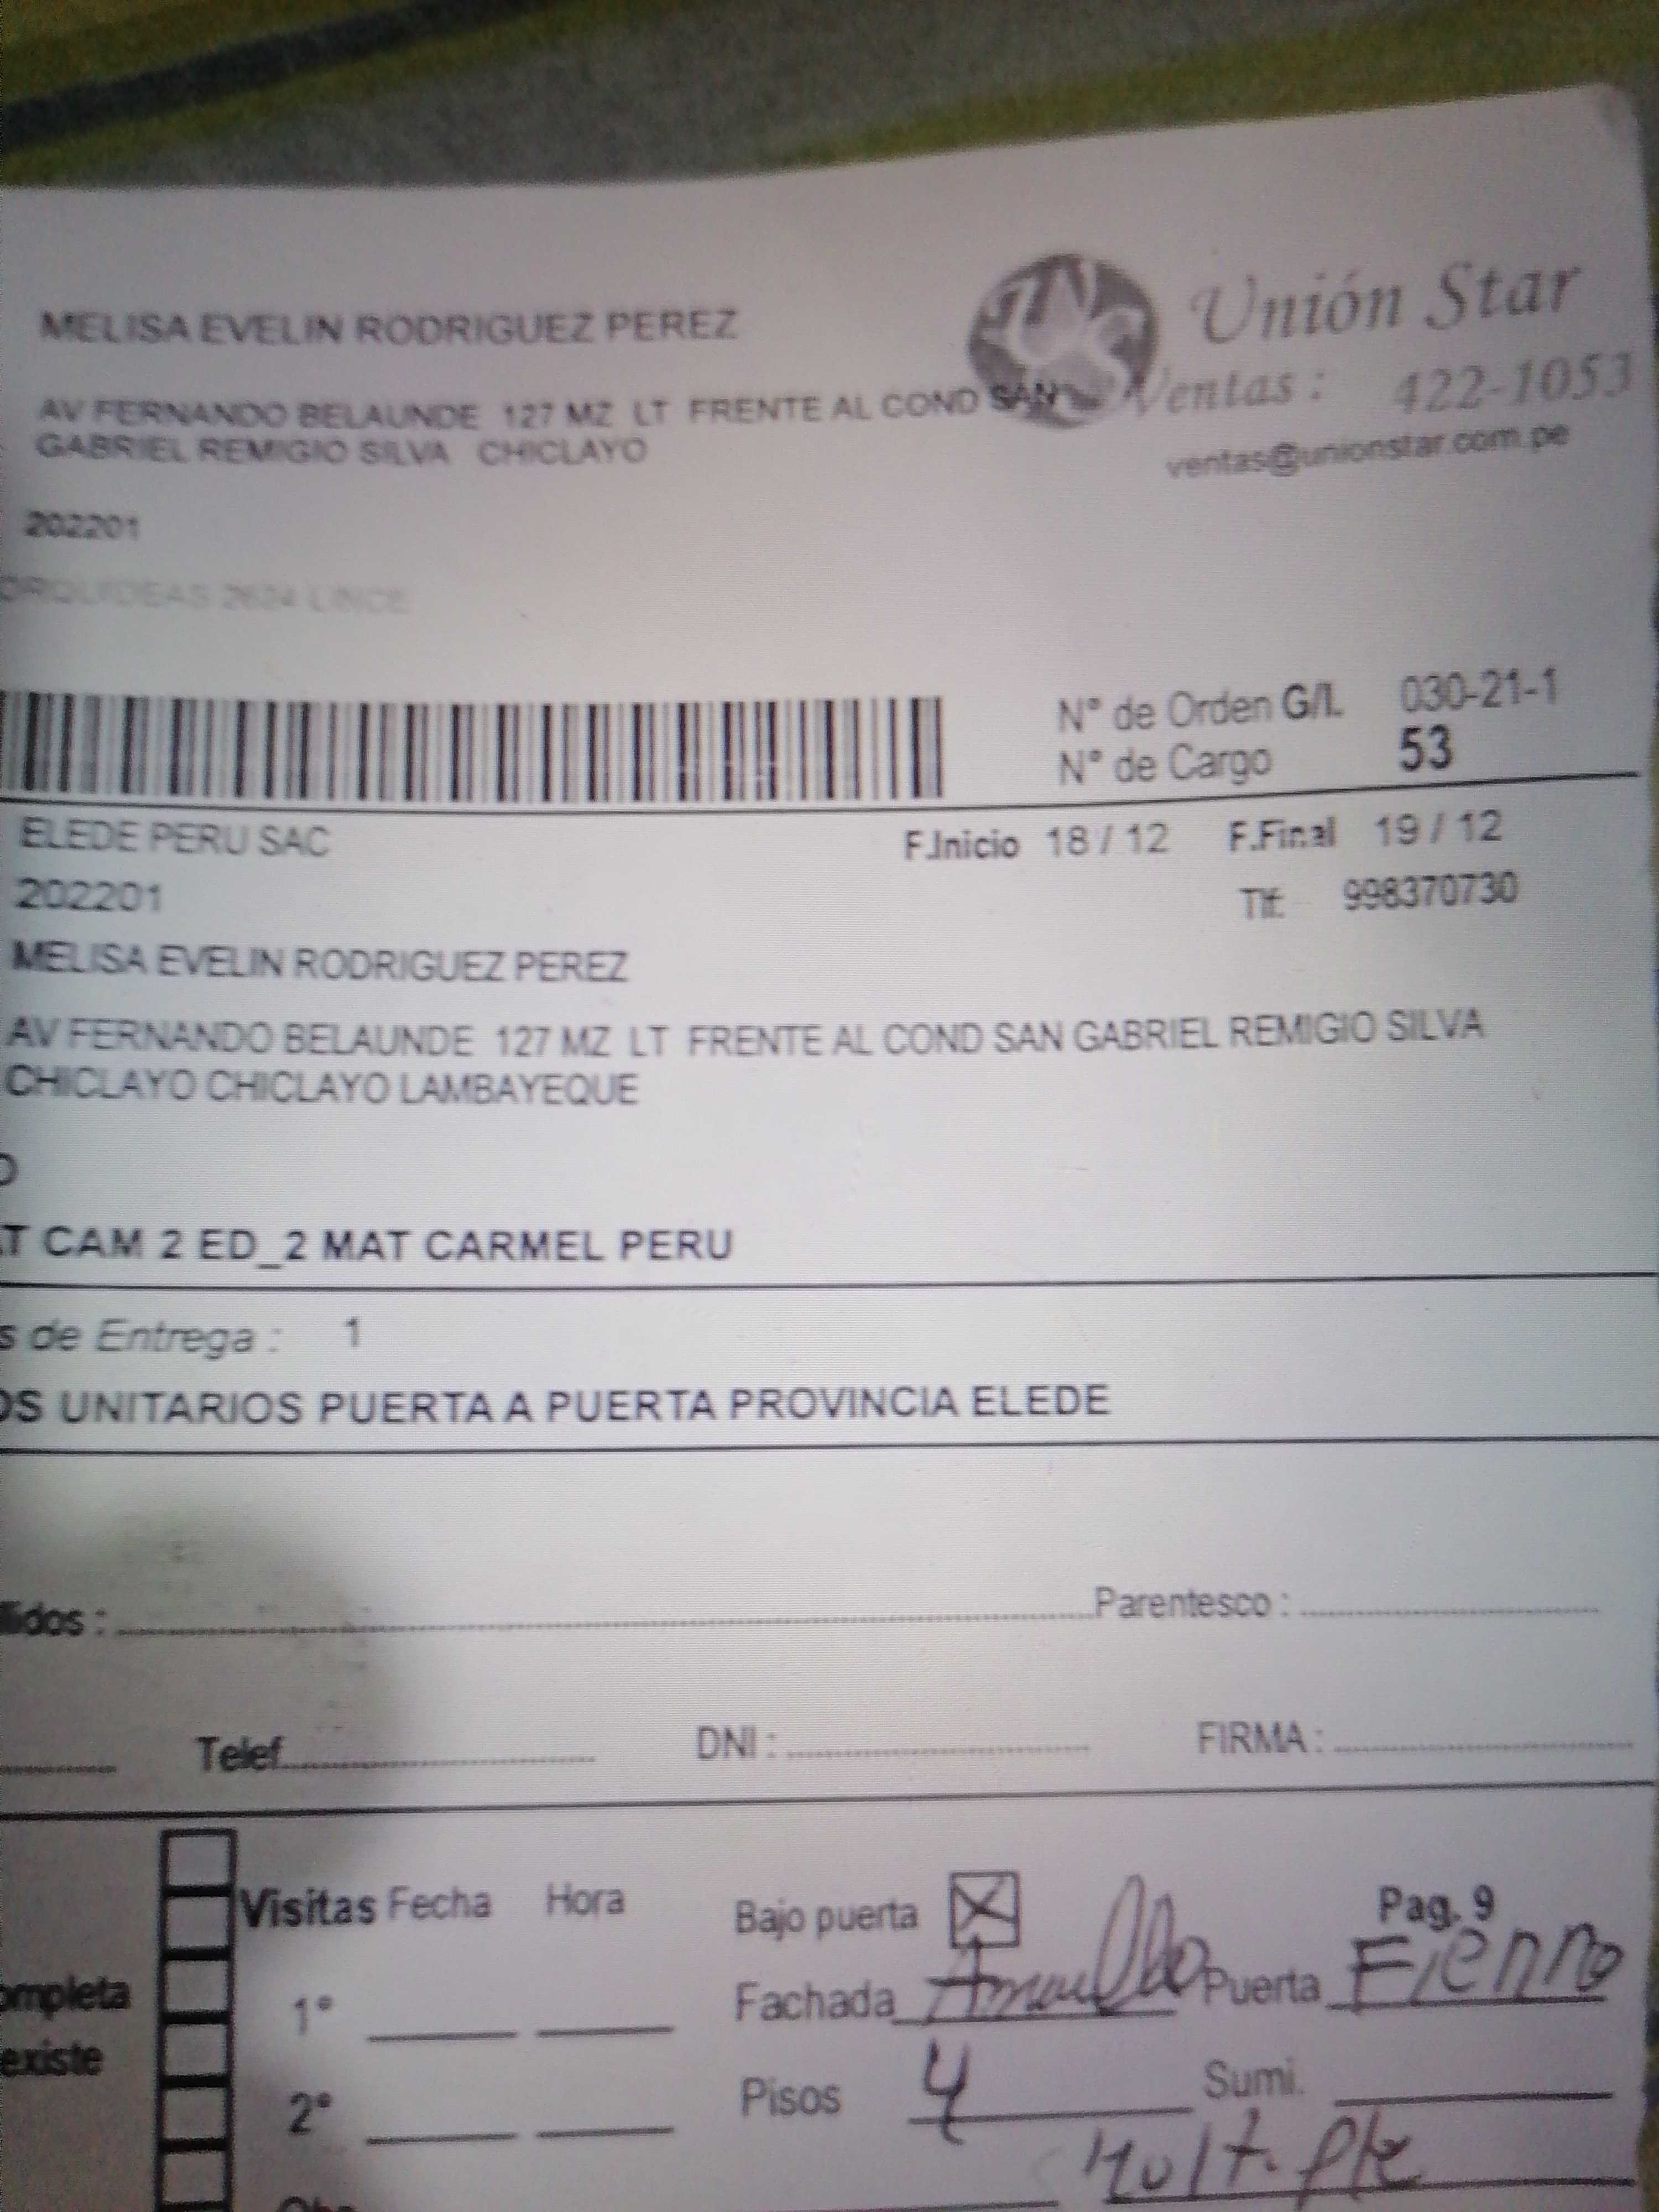 MELISA EVELIN RODRIGUEZ PEREZ
Unión Star
Ventas : 422-1053
ventas@unionstar.com.pe
AV FERNANDO BELAUNDE 127 MZ LT FRENTE AL COND SAN
GABRIEL REMIGIO SILVA CHICLAYO
202201
ORQUIDEAS 2624 LINCE
N° de Orden G/I. 030-21-1
N° de Cargo 53
ELEDE PERU SAC F.Inicio 18 / 12 F.Final 19 / 12
202201 Tlf: 998370730
MELISA EVELIN RODRIGUEZ PEREZ
AV FERNANDO BELAUNDE 127 MZ LT FRENTE AL COND SAN GABRIEL REMIGIO SILVA
CHICLAYO CHICLAYO LAMBAYEQUE
O
T CAM 2 ED_2 MAT CARMEL PERU
s de Entrega : 1
OS UNITARIOS PUERTA A PUERTA PROVINCIA ELEDE
llidos : Parentesco :
Telef. DNI : FIRMA :
Visitas Fecha Hora Bajo puerta X Pag. 9
ompleta 1° Fachada Amarillo Puerta Fierro
existe
2° Pisos 4 Sumi.
Obs